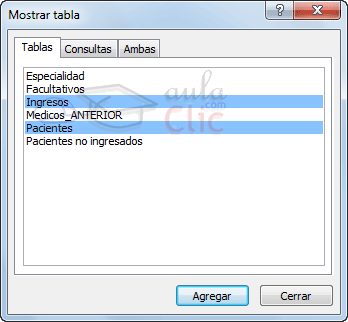 Mostrar tabla
Tablas
Consultas
Ambas
Especialidad
Facultativos
Ingresos
Medicos_ANTERIOR
Pacientes
Pacientes no ingresados
aula
.com
Clic
Agregar
Cerrar